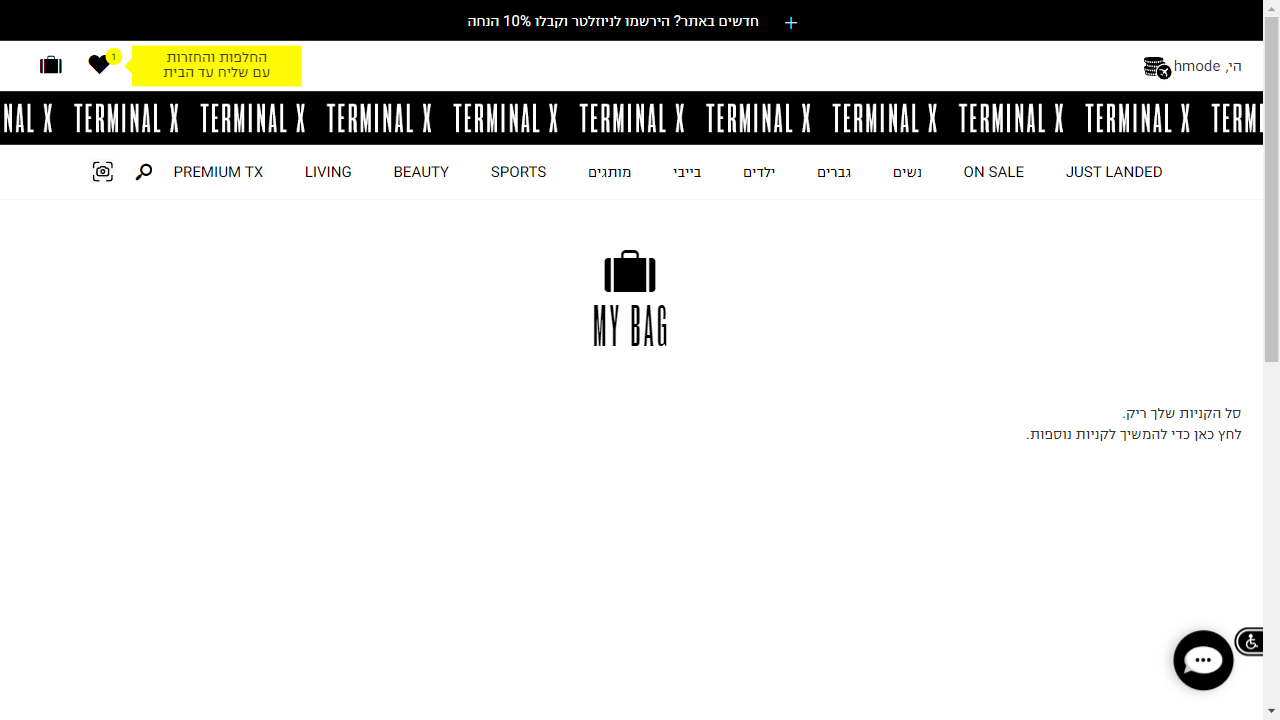 חדשים באתר? הירשמו לניוזלטר וקבלו 10% הנחה
הי, hmode
החלפות והחזרות
עם שליח עד הבית
1
NAL X TERMINAL X TERMINAL X TERMINAL X TERMINAL X TERMINAL X TERMINAL X TERMINAL X TERMINAL X TERMINAL X TERMI
JUST LANDED
ON SALE
נשים
גברים
ילדים
בייבי
מותגים
SPORTS
BEAUTY
LIVING
PREMIUM TX
MY BAG
סל הקניות שלך ריק.
לחץ כאן כדי להמשיך לקניות נוספות.